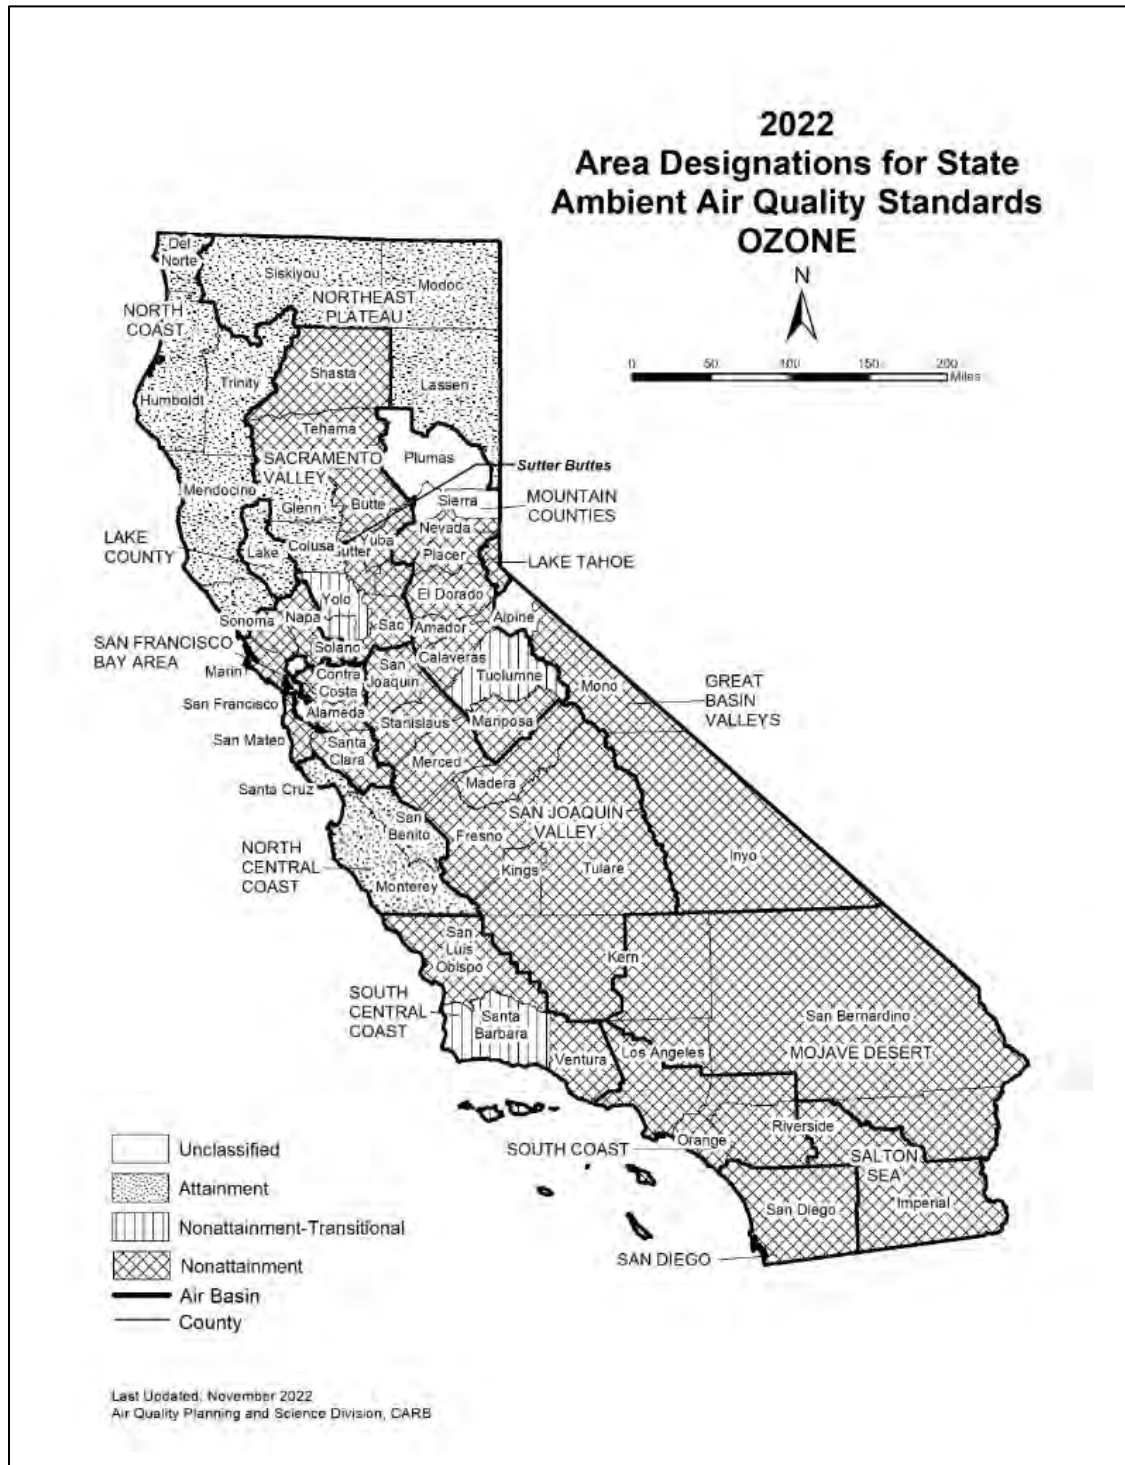 2022
Area Designations for State
Ambient Air Quality Standards
OZONE
N
0 50 100 150 200
Miles
Del
Norte
Siskiyou
Modoc
NORTHEAST
PLATEAU
NORTH
COAST
Shasta
Trinity
Lassen
Humboldt
Tehama
Plumas
SACRAMENTO
VALLEY
Sutter Buttes
Mendocino
Sierra
MOUNTAIN
COUNTIES
Glenn
Butte
Nevada
LAKE
COUNTY
Lake
Colusa
Sutter
Yuba
Placer
LAKE TAHOE
Yolo
El Dorado
Sonoma
Napa
Sac
Amador
Alpine
SAN FRANCISCO
BAY AREA
Solano
Calaveras
Marin
Contra
Costa
San
Joaquin
Tuolumne
Mono
GREAT
BASIN
VALLEYS
San Francisco
Alameda
Stanislaus
Mariposa
San Mateo
Santa
Clara
Merced
Madera
Santa Cruz
San
Benito
SAN JOAQUIN
VALLEY
Fresno
NORTH
CENTRAL
COAST
Inyo
Kings
Tulare
Monterey
San
Luis
Obispo
Kern
SOUTH
CENTRAL
COAST
Santa
Barbara
San Bernardino
Ventura
Los Angeles
MOJAVE DESERT
Riverside
Orange
SOUTH COAST
SALTON
SEA
San Diego
Imperial
SAN DIEGO
Unclassified
Attainment
Nonattainment-Transitional
Nonattainment
Air Basin
County
Last Updated: November 2022
Air Quality Planning and Science Division, CARB